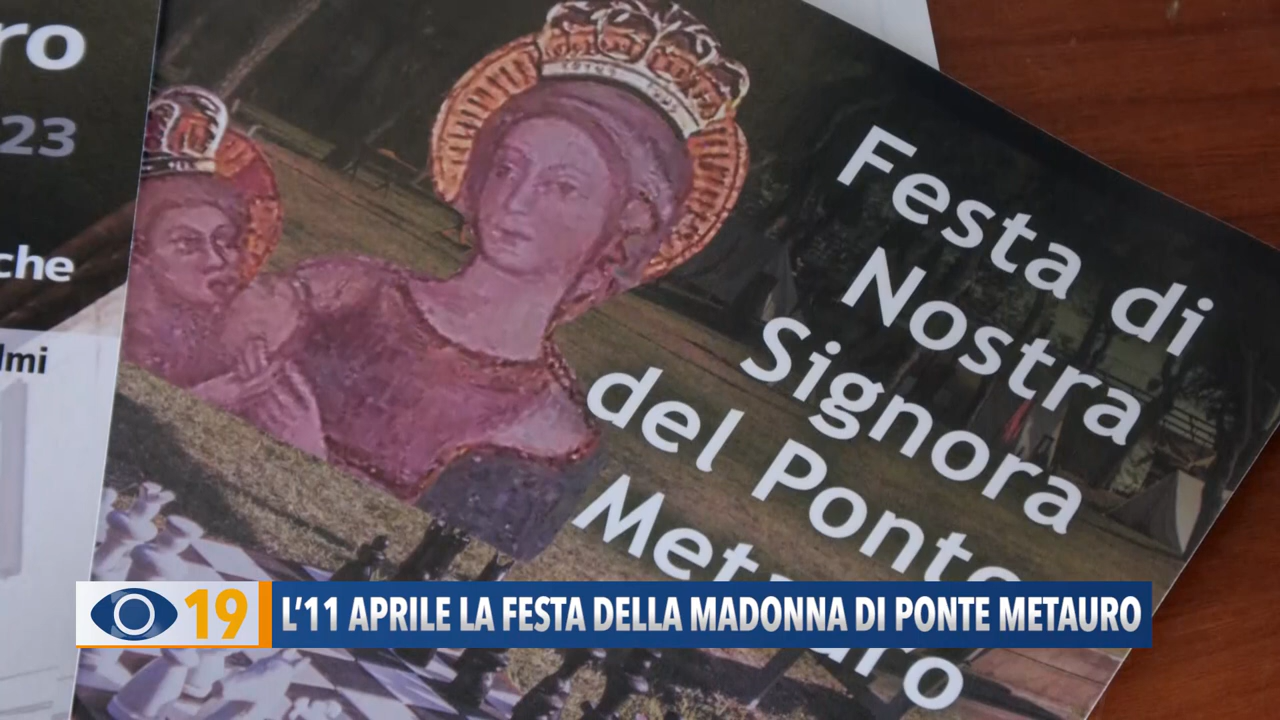 ro
23
che
lmi
Festa di
Nostra
Signora
del Ponte
19
L'11 APRILE LA FESTA DELLA MADONNA DI PONTE METAURO